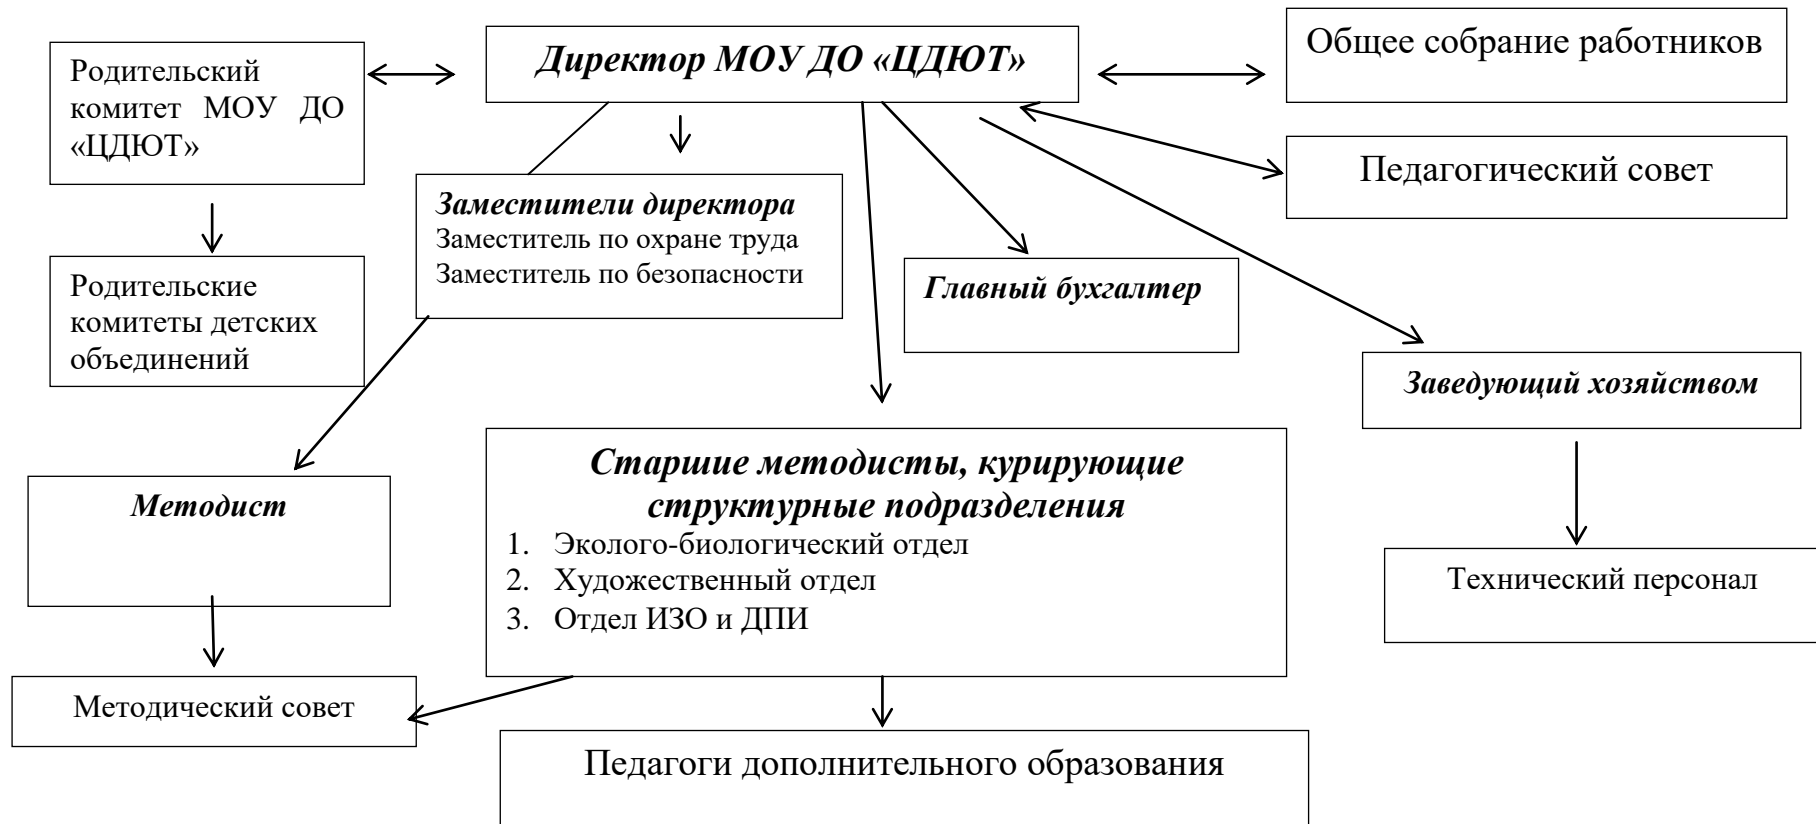 Директор МОУ ДО «ЦДЮТ»
Общее собрание работников
Родительский
комитет МОУ ДО
«ЦДЮТ»
Педагогический совет
Заместители директора
Заместитель по охране труда
Заместитель по безопасности
Родительские
комитеты детских
объединений
Главный бухгалтер
Заведующий хозяйством
Старшие методисты, курирующие
структурные подразделения
1. Эколого-биологический отдел
2. Художественный отдел
3. Отдел ИЗО и ДПИ
Методист
Технический персонал
Методический совет
Педагоги дополнительного образования